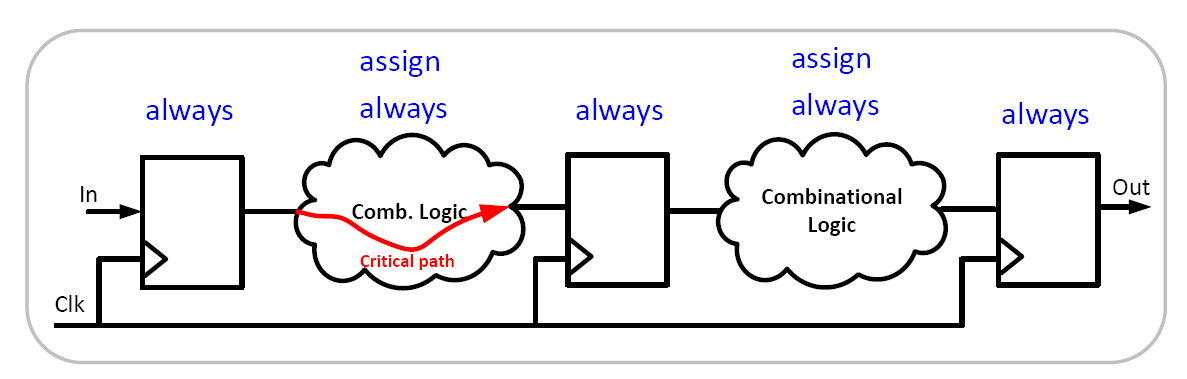 assign
always
always
assign
always
always
always
In
Comb. Logic
Critical path
Combinational
Logic
Out
Clk